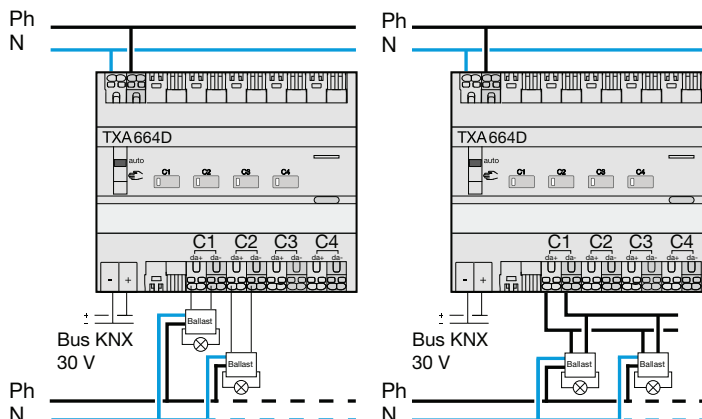 Ph
N
TXA664D
auto
C1 C2 C3 C4
C1 C2 C3 C4
da+ da- da+ da- da+ da- da+ da-
- +
Bus KNX
30 V
Ballast
Ballast
Ph
N
Ph
N
TXA664D
auto
C1 C2 C3 C4
C1 C2 C3 C4
da+ da- da+ da- da+ da- da+ da-
- +
Bus KNX
30 V
Ballast Ballast
Ph
N